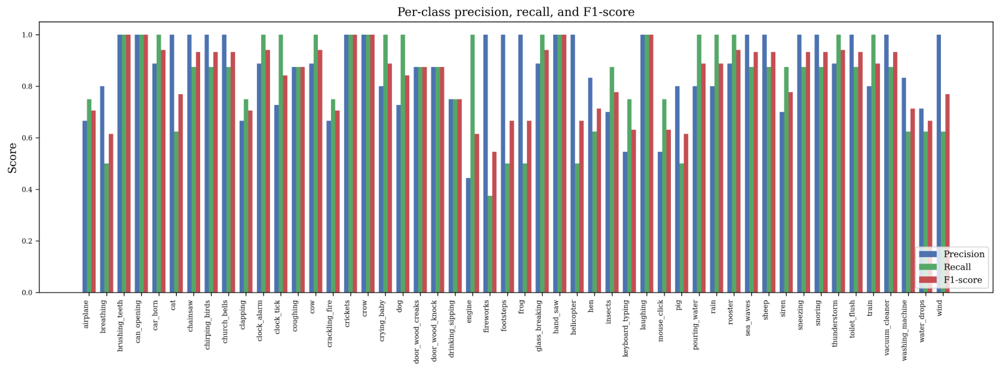 Per-class precision, recall, and F1-score
Score
1.0
0.8
0.6
0.4
0.2
0.0
airplane
breathing
brushing_teeth
can_opening
car_horn
cat
chainsaw
chirping_birds
church_bells
clapping
clock_alarm
clock_tick
coughing
cow
crackling_fire
crickets
crow
crying_baby
dog
door_wood_creaks
door_wood_knock
drinking_sipping
engine
fireworks
footsteps
frog
glass_breaking
hand_saw
helicopter
hen
insects
keyboard_typing
laughing
mouse_click
pig
pouring_water
rain
rooster
sea_waves
sheep
siren
sneezing
snoring
thunderstorm
toilet_flush
train
vacuum_cleaner
washing_machine
water_drops
wind
Precision
Recall
F1-score